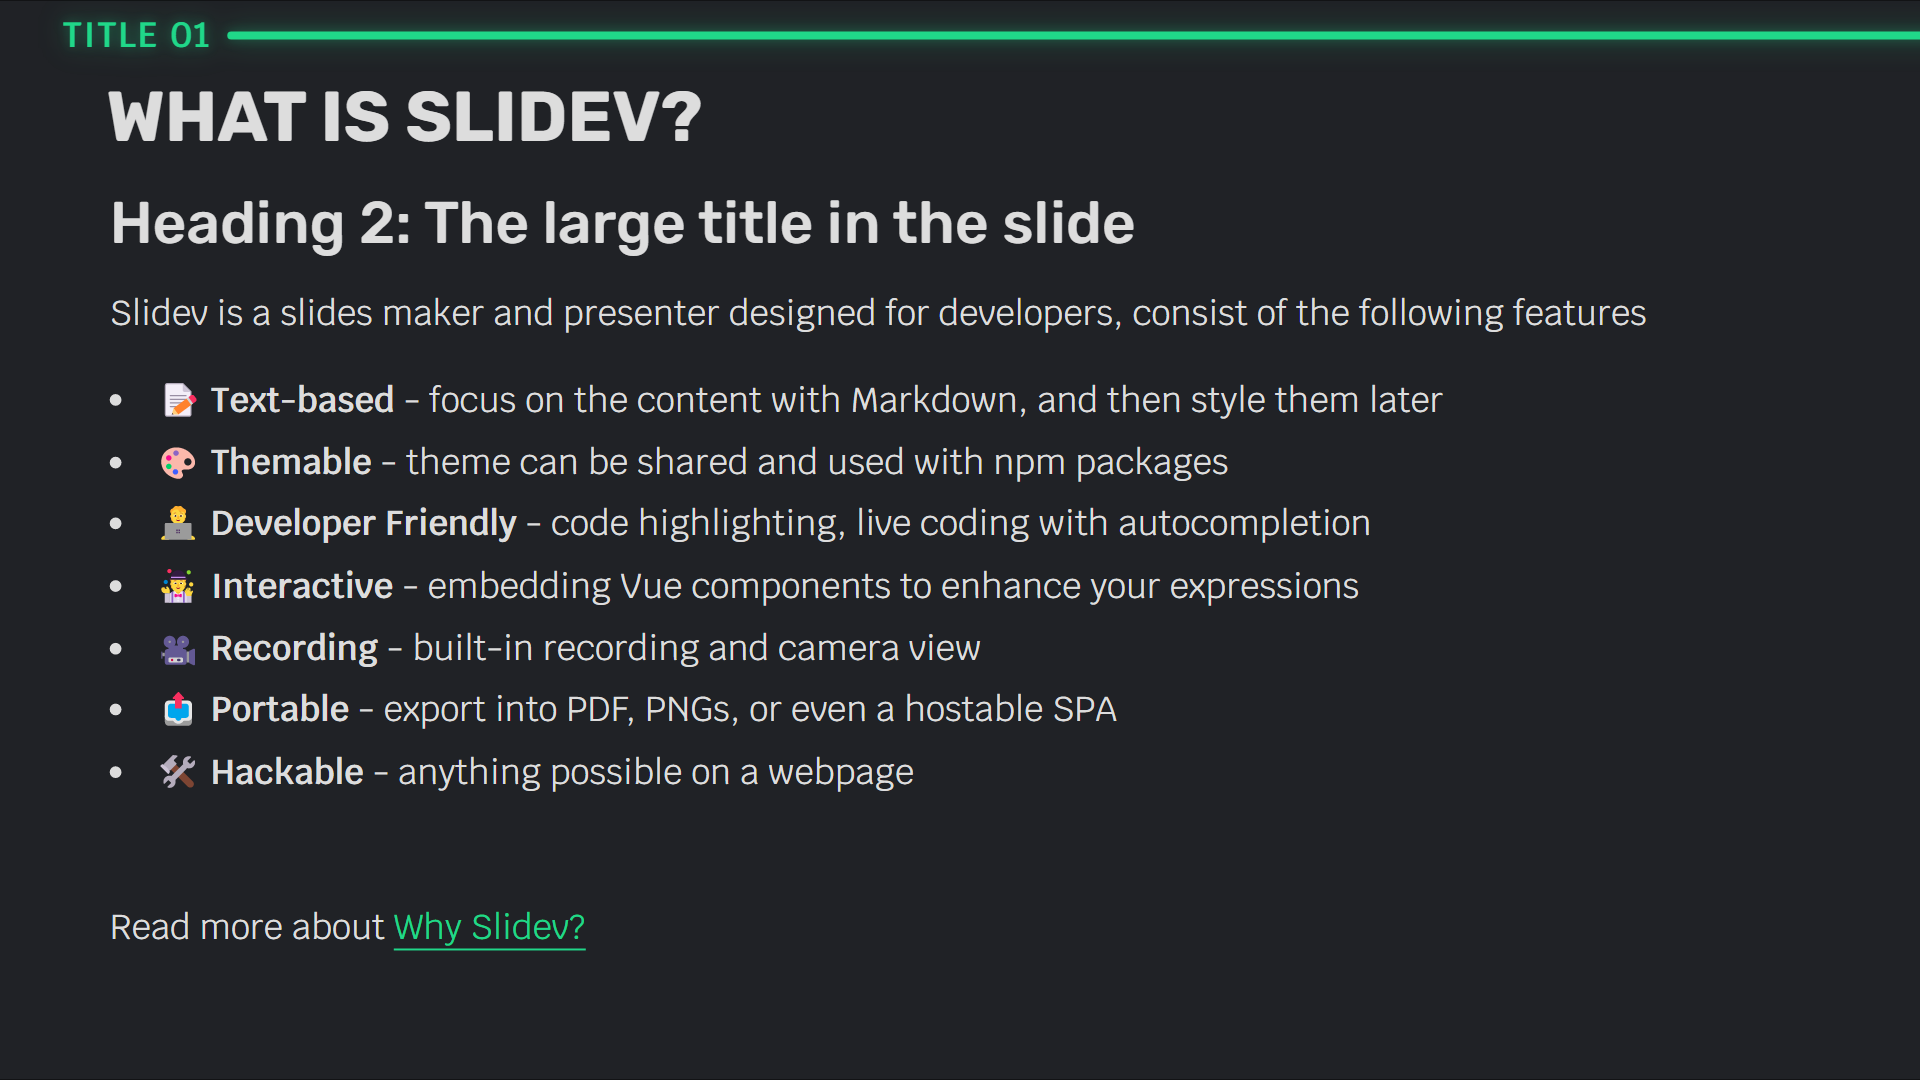 TITLE 01
WHAT IS SLIDEV?
Heading 2: The large title in the slide
Slidev is a slides maker and presenter designed for developers, consist of the following features
• 📝 Text-based - focus on the content with Markdown, and then style them later
• 🎨 Themable - theme can be shared and used with npm packages
• 🧑‍💻 Developer Friendly - code highlighting, live coding with autocompletion
• 🤹 Interactive - embedding Vue components to enhance your expressions
• 🎥 Recording - built-in recording and camera view
• 📤 Portable - export into PDF, PNGs, or even a hostable SPA
• 🛠 Hackable - anything possible on a webpage
Read more about Why Slidev?